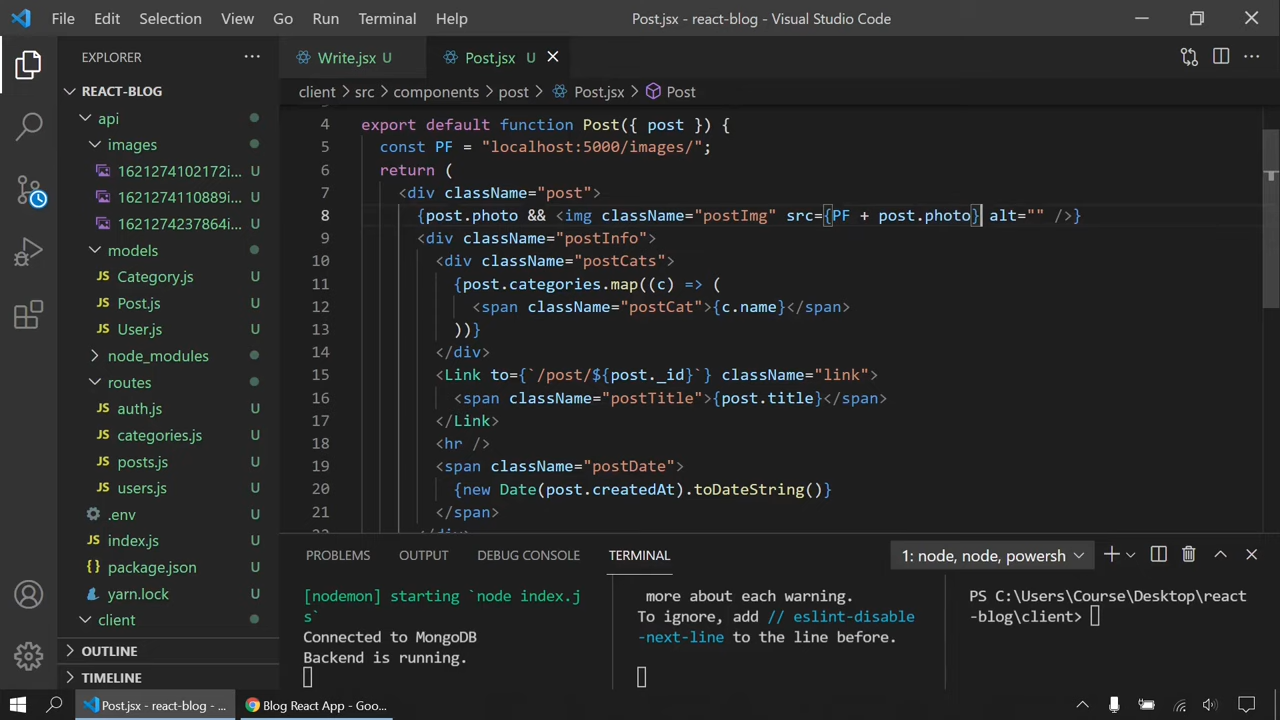 File Edit Selection View Go Run Terminal Help Post.jsx - react-blog - Visual Studio Code
EXPLORER
REACT-BLOG
api
images
1621274102172i... U
1621274110889i... U
1621274127265i... U
models
Category.js U
Post.js U
User.js U
node_modules
routes
auth.js U
categories.js U
posts.js U
users.js U
.env U
index.js U
package.json U
yarn.lock U
client
OUTLINE
TIMELINE
Write.jsx U Post.jsx U
client > src > components > post > Post.jsx > Post
4 export default function Post({ post }) {
5 const PF = "localhost:5000/images/";
6 return (
7 <div className="post">
8 {post.photo && <img className="postImg" src={PF + post.photo} alt="" />}
9 <div className="postInfo">
10 <div className="postCats">
11 {post.categories.map((c) => (
12 <span className="postCat">{c.name}</span>
13 ))}
14 </div>
15 <Link to={`/post/${post._id}`} className="link">
16 <span className="postTitle">{post.title}</span>
17 </Link>
18 <hr />
19 <span className="postDate">
20 {new Date(post.createdAt).toDateString()}
21 </span>
PROBLEMS OUTPUT DEBUG CONSOLE TERMINAL 1: node, node, powersh
[nodemon] starting `node index.j
s`
Connected to MongoDB
Backend is running.
more about each warning.
To ignore, add // eslint-disable
-next-line to the line before.
PS C:\Users\Course\Desktop\react
-blog\client>
Post.jsx - react-blog - ... Blog React App - Goo...